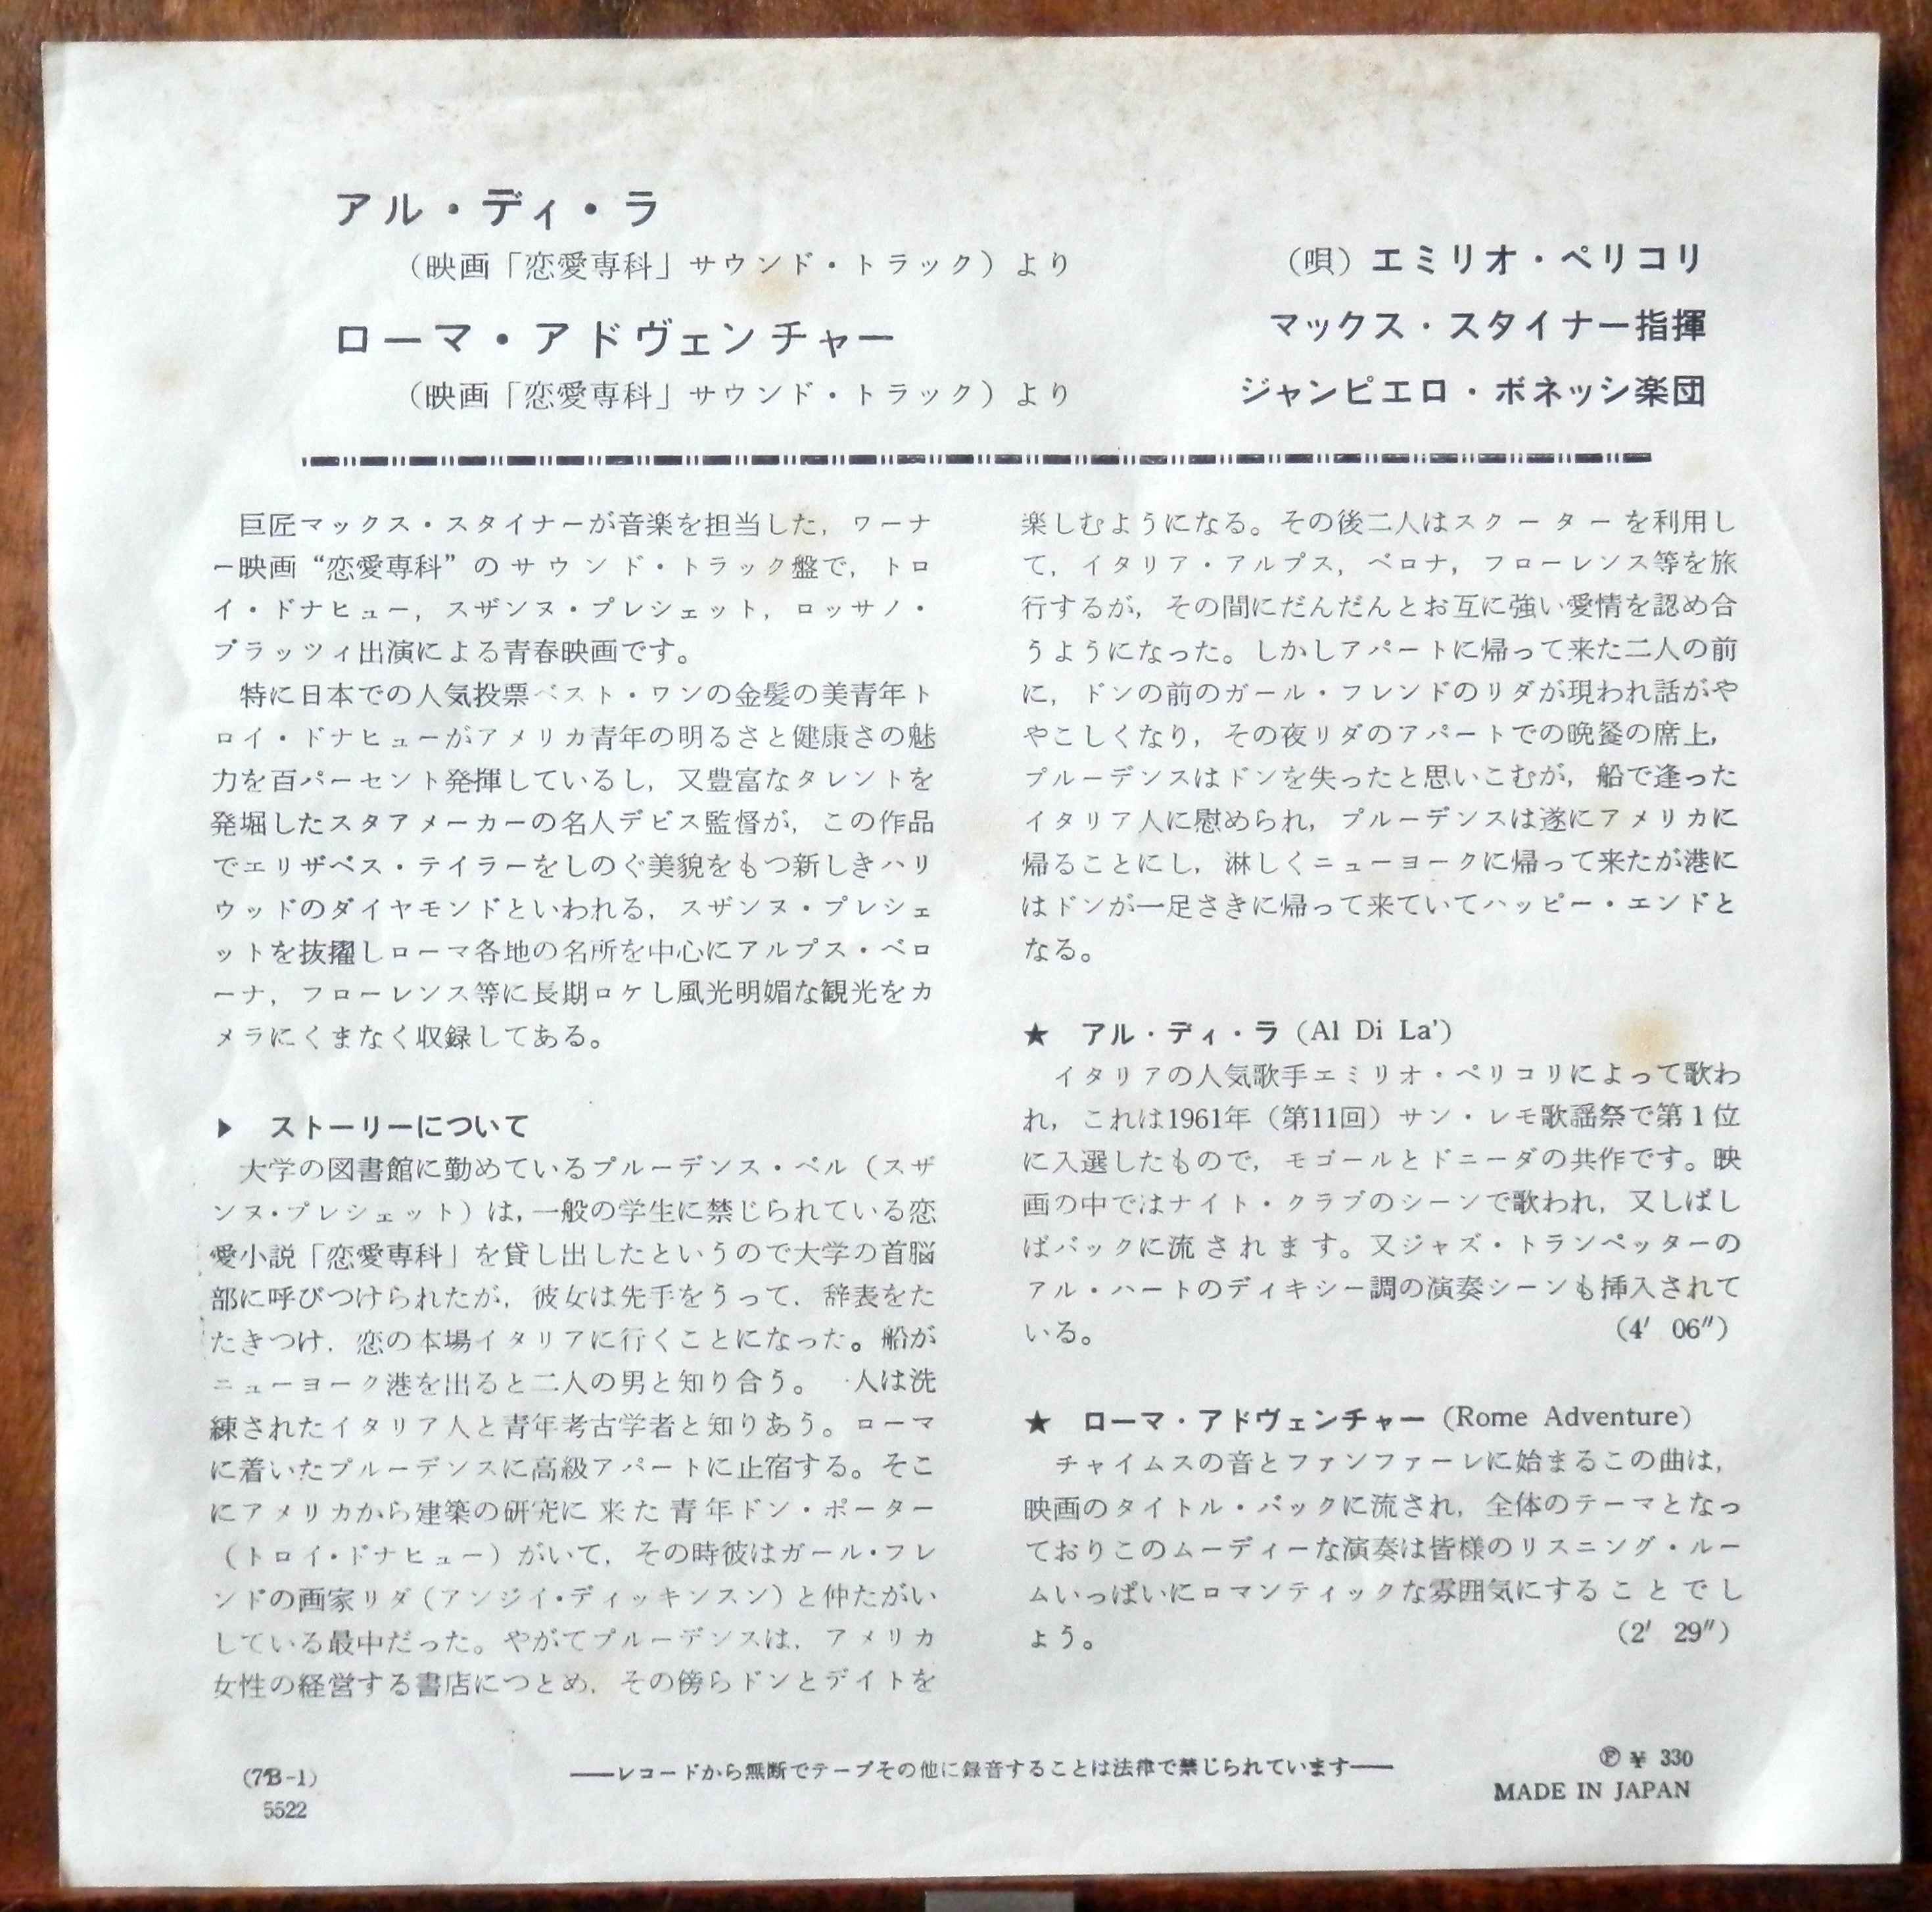 アル・ディ・ラ
(映画「恋愛専科」サウンド・トラック)より
ローマ・アドヴェンチャー
(映画「恋愛専科」サウンド・トラック)より
(唄)エミリオ・ペリコリ
マックス・スタイナー指揮
ジャンピエロ・ボネッシ楽団
巨匠マックス・スタイナーが音楽を担当した,ワーナ
ー映画“恋愛専科”のサウンド・トラック盤で,トロ
イ・ドナヒュー,スザンヌ・プレシェット,ロッサノ・
ブラッツィ出演による青春映画です。
特に日本での人気投票ベスト・ワンの金髪の美青年ト
ロイ・ドナヒューがアメリカ青年の明るさと健康さの魅
力を百パーセント発揮しているし,又豊富なタレントを
発堀したスタアメーカーの名人デビス監督が,この作品
でエリザベス・テイラーをしのぐ美貌をもつ新しきハリ
ウッドのダイヤモンドといわれる,スザンヌ・プレシェ
ットを抜擢しローマ各地の名所を中心にアルプス・ベロ
ーナ,フローレンス等に長期ロケし風光明媚な観光をカ
メラにくまなく収録してある。
▶ ストーリーについて
大学の図書館に勤めているプルーデンス・ベル(スザ
ンヌ・プレシェット)は,一般の学生に禁じられている恋
愛小説「恋愛専科」を貸し出したというので大学の首脳
部に呼びつけられたが,彼女は先手をうって,辞表をた
たきつけ,恋の本場イタリアに行くことになった。船が
ニューヨーク港を出ると二人の男と知り合う。 人は洗
練されたイタリア人と青年考古学者と知りあう。ローマ
に着いたプルーデンスに高級アパートに止宿する。そこ
にアメリカから建築の研究に来た青年ドン・ポーター
(トロイ・ドナヒュー)がいて,その時彼はガール・フレ
ンドの画家リダ(アンジイ・ディッキンスン)と仲たがい
している最中だった。やがてプルーデンスは,アメリカ
女性の経営する書店につとめ,その傍らドンとデイトを
楽しむようになる。その後二人はスクーターを利用し
て,イタリア・アルプス,ベロナ,フローレンス等を旅
行するが,その間にだんだんとお互に強い愛情を認め合
うようになった。しかしアパートに帰って来た二人の前
に,ドンの前のガール・フレンドのリダが現われ話がや
やこしくなり,その夜リダのアパートでの晩餐の席上,
プルーデンスはドンを失ったと思いこむが,船で逢った
イタリア人に慰められ,プルーデンスは遂にアメリカに
帰ることにし,淋しくニューヨークに帰って来たが港に
はドンが一足さきに帰って来ていてハッピー・エンドと
なる。
★ アル・ディ・ラ(Al Di La’)
イタリアの人気歌手エミリオ・ペリコリによって歌わ
れ,これは1961年(第11回)サン・レモ歌謡祭で第1位
に入選したもので,モゴールとドニーダの共作です。映
画の中ではナイト・クラブのシーンで歌われ,又しばし
ばバックに流されます。又ジャズ・トランペッターの
アル・ハートのディキシー調の演奏シーンも挿入されて
いる。 (4′ 06″)
★ ローマ・アドヴェンチャー(Rome Adventure)
チャイムスの音とファンファーレに始まるこの曲は,
映画のタイトル・バックに流され,全体のテーマとなっ
ておりこのムーディーな演奏は皆様のリスニング・ルー
ムいっぱいにロマンティックな雰囲気にすることでし
ょう。 (2′ 29″)
(7B-1)
5522
——レコードから無断でテープその他に録音することは法律で禁じられています——
Ⓟ ¥ 330
MADE IN JAPAN